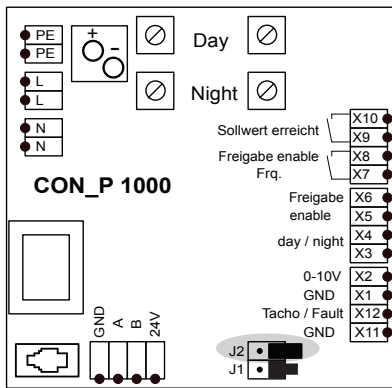 PE
PE
L
L
N
N
+ -
Day
Night
CON_P 1000
Sollwert erreicht
X10
X9
Freigabe enable
Frq.
X8
X7
Freigabe
enable
X6
X5
day / night
X4
X3
0-10V X2
GND X1
Tacho / Fault X12
GND X11
GND
A
B
24V
J2
J1